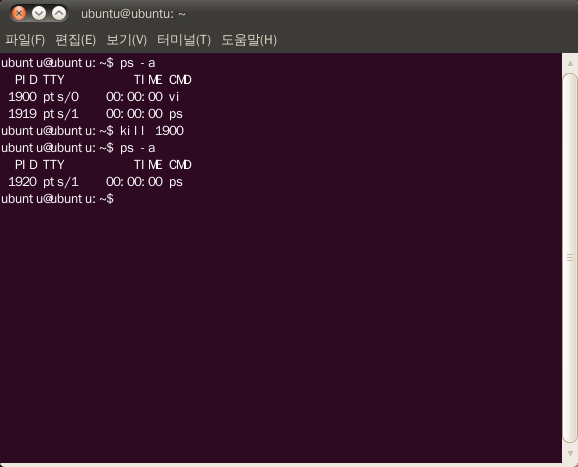 ubuntu@ubuntu: ~
파일(F) 편집(E) 보기(V) 터미널(T) 도움말(H)
ubuntu@ubuntu:~$ ps -a
  PID TTY          TIME CMD
 1900 pts/0    00:00:00 vi
 1919 pts/1    00:00:00 ps
ubuntu@ubuntu:~$ kill 1900
ubuntu@ubuntu:~$ ps -a
  PID TTY          TIME CMD
 1920 pts/1    00:00:00 ps
ubuntu@ubuntu:~$